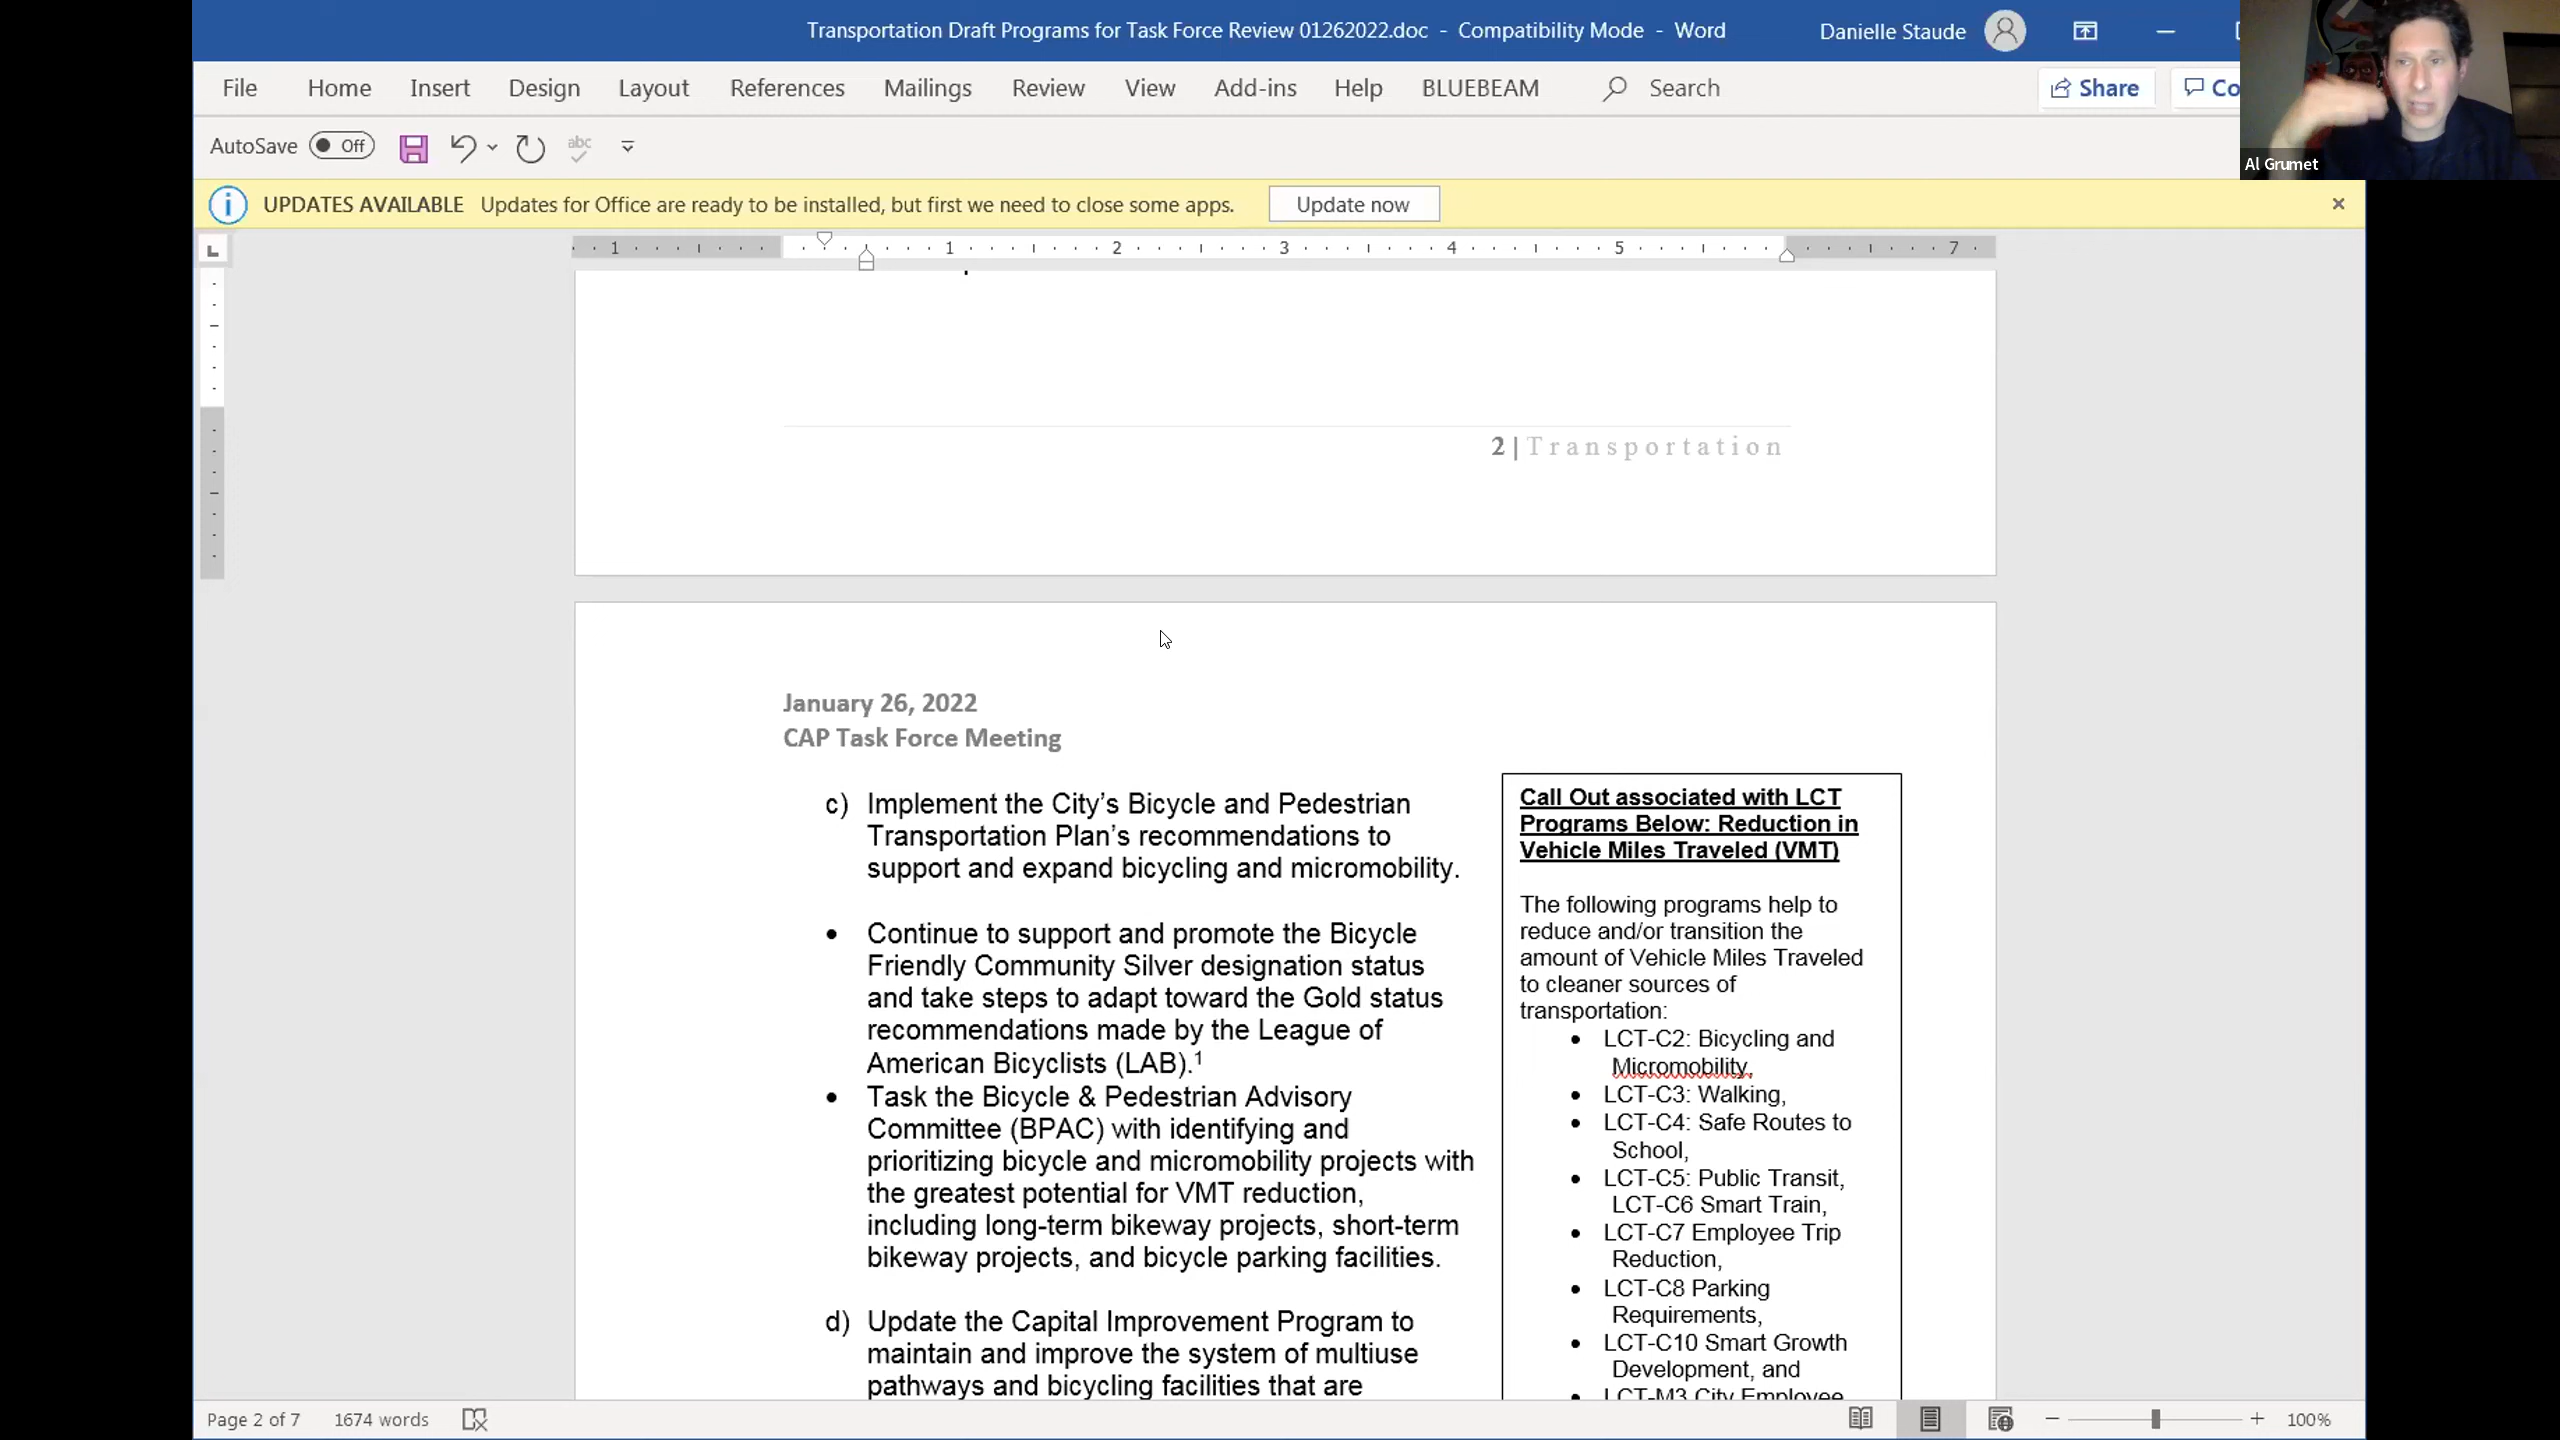 Transportation Draft Programs for Task Force Review 01262022.doc - Compatibility Mode - Word
Danielle Staude
File Home Insert Design Layout References Mailings Review View Add-ins Help BLUEBEAM Search
Share
Co
AutoSave Off
abc
Al Grumet
UPDATES AVAILABLE Updates for Office are ready to be installed, but first we need to close some apps. Update now
1 1 2 3 4 5 7
2 | Transportation
January 26, 2022
CAP Task Force Meeting
c) Implement the City’s Bicycle and Pedestrian
Transportation Plan’s recommendations to
support and expand bicycling and micromobility.
• Continue to support and promote the Bicycle
Friendly Community Silver designation status
and take steps to adapt toward the Gold status
recommendations made by the League of
American Bicyclists (LAB).¹
• Task the Bicycle & Pedestrian Advisory
Committee (BPAC) with identifying and
prioritizing bicycle and micromobility projects with
the greatest potential for VMT reduction,
including long-term bikeway projects, short-term
bikeway projects, and bicycle parking facilities.
d) Update the Capital Improvement Program to
maintain and improve the system of multiuse
pathways and bicycling facilities that are
Call Out associated with LCT
Programs Below: Reduction in
Vehicle Miles Traveled (VMT)
The following programs help to
reduce and/or transition the
amount of Vehicle Miles Traveled
to cleaner sources of
transportation:
• LCT-C2: Bicycling and
Micromobility,
• LCT-C3: Walking,
• LCT-C4: Safe Routes to
School,
• LCT-C5: Public Transit,
LCT-C6 Smart Train,
• LCT-C7 Employee Trip
Reduction,
• LCT-C8 Parking
Requirements,
• LCT-C10 Smart Growth
Development, and
• LCT-M3 City Employee
Page 2 of 7 1674 words
100%